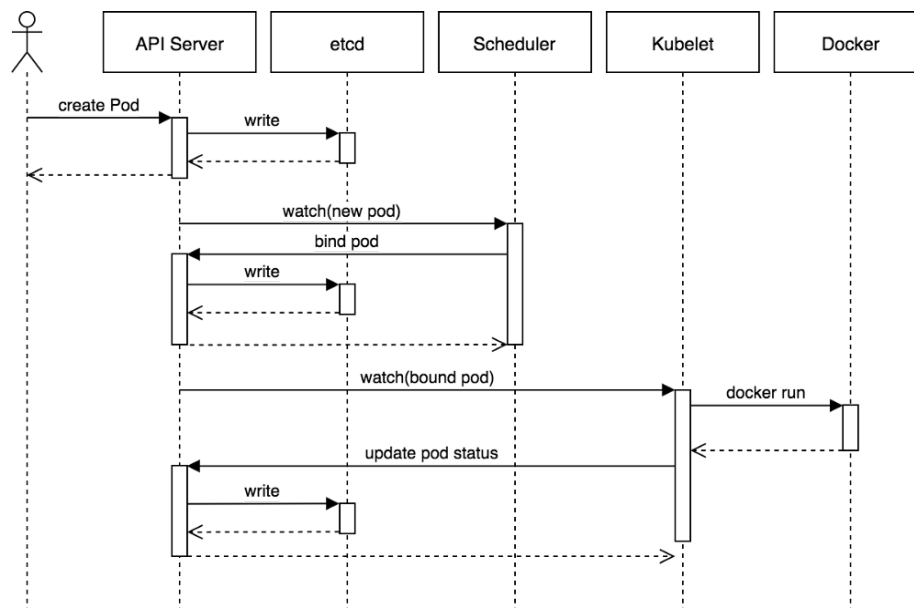 API Server
etcd
Scheduler
Kubelet
Docker
create Pod
write
watch(new pod)
bind pod
write
watch(bound pod)
docker run
update pod status
write